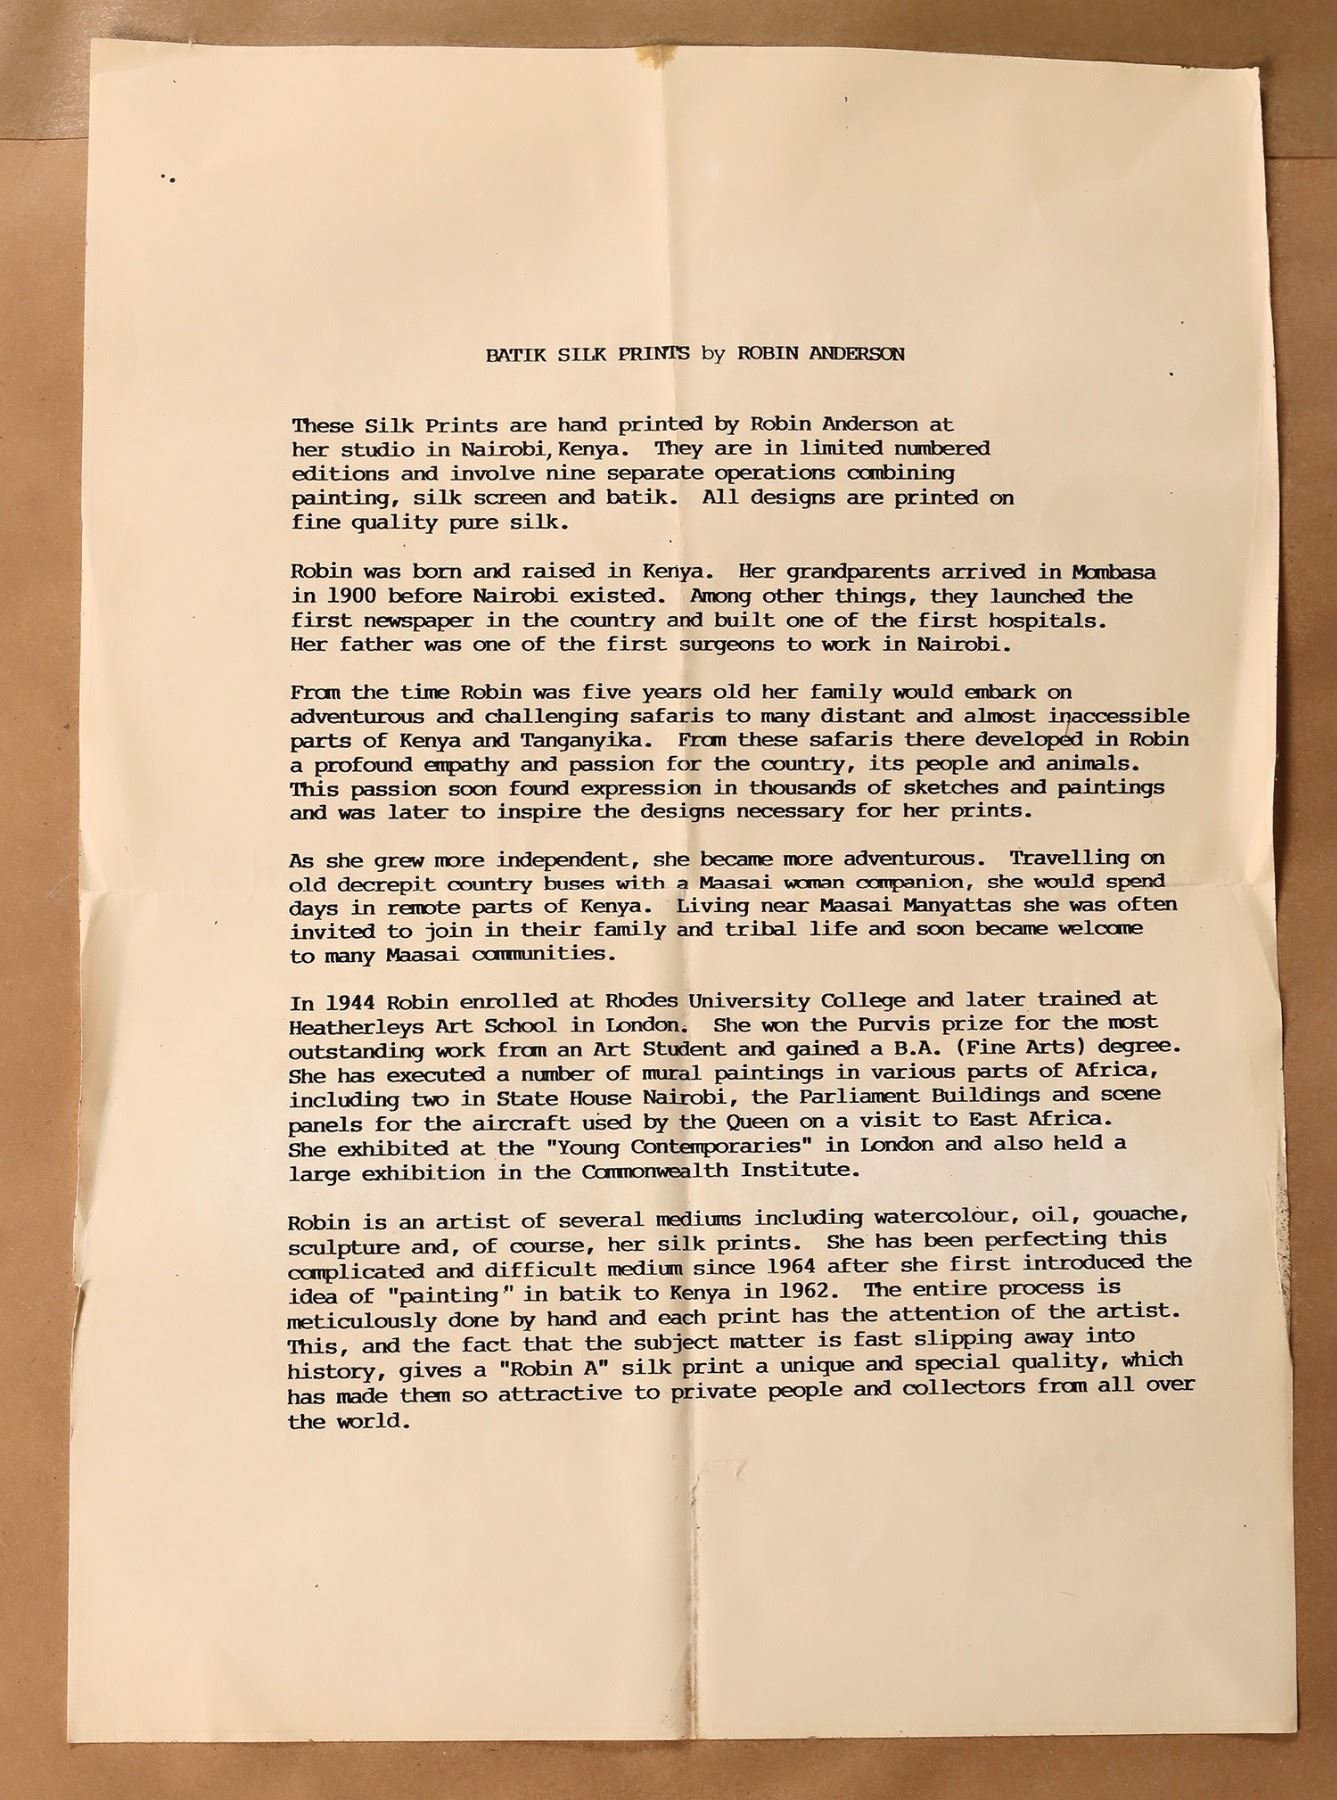 BATIK SILK PRINTS by ROBIN ANDERSON
These Silk Prints are hand printed by Robin Anderson at
her studio in Nairobi, Kenya. They are in limited numbered
editions and involve nine separate operations combining
painting, silk screen and batik. All designs are printed on
fine quality pure silk.
Robin was born and raised in Kenya. Her grandparents arrived in Mombasa
in 1900 before Nairobi existed. Among other things, they launched the
first newspaper in the country and built one of the first hospitals.
Her father was one of the first surgeons to work in Nairobi.
From the time Robin was five years old her family would embark on
adventurous and challenging safaris to many distant and almost inaccessible
parts of Kenya and Tanganyika. From these safaris there developed in Robin
a profound empathy and passion for the country, its people and animals.
This passion soon found expression in thousands of sketches and paintings
and was later to inspire the designs necessary for her prints.
As she grew more independent, she became more adventurous. Travelling on
old decrepit country buses with a Maasai woman companion, she would spend
days in remote parts of Kenya. Living near Maasai Manyattas she was often
invited to join in their family and tribal life and soon became welcome
to many Maasai communities.
In 1944 Robin enrolled at Rhodes University College and later trained at
Heatherleys Art School in London. She won the Purvis prize for the most
outstanding work from an Art Student and gained a B.A. (Fine Arts) degree.
She has executed a number of mural paintings in various parts of Africa,
including two in State House Nairobi, the Parliament Buildings and scene
panels for the aircraft used by the Queen on a visit to East Africa.
She exhibited at the "Young Contemporaries" in London and also held a
large exhibition in the Commonwealth Institute.
Robin is an artist of several mediums including watercolour, oil, gouache,
sculpture and, of course, her silk prints. She has been perfecting this
complicated and difficult medium since 1964 after she first introduced the
idea of "painting" in batik to Kenya in 1962. The entire process is
meticulously done by hand and each print has the attention of the artist.
This, and the fact that the subject matter is fast slipping away into
history, gives a "Robin A" silk print a unique and special quality, which
has made them so attractive to private people and collectors from all over
the world.